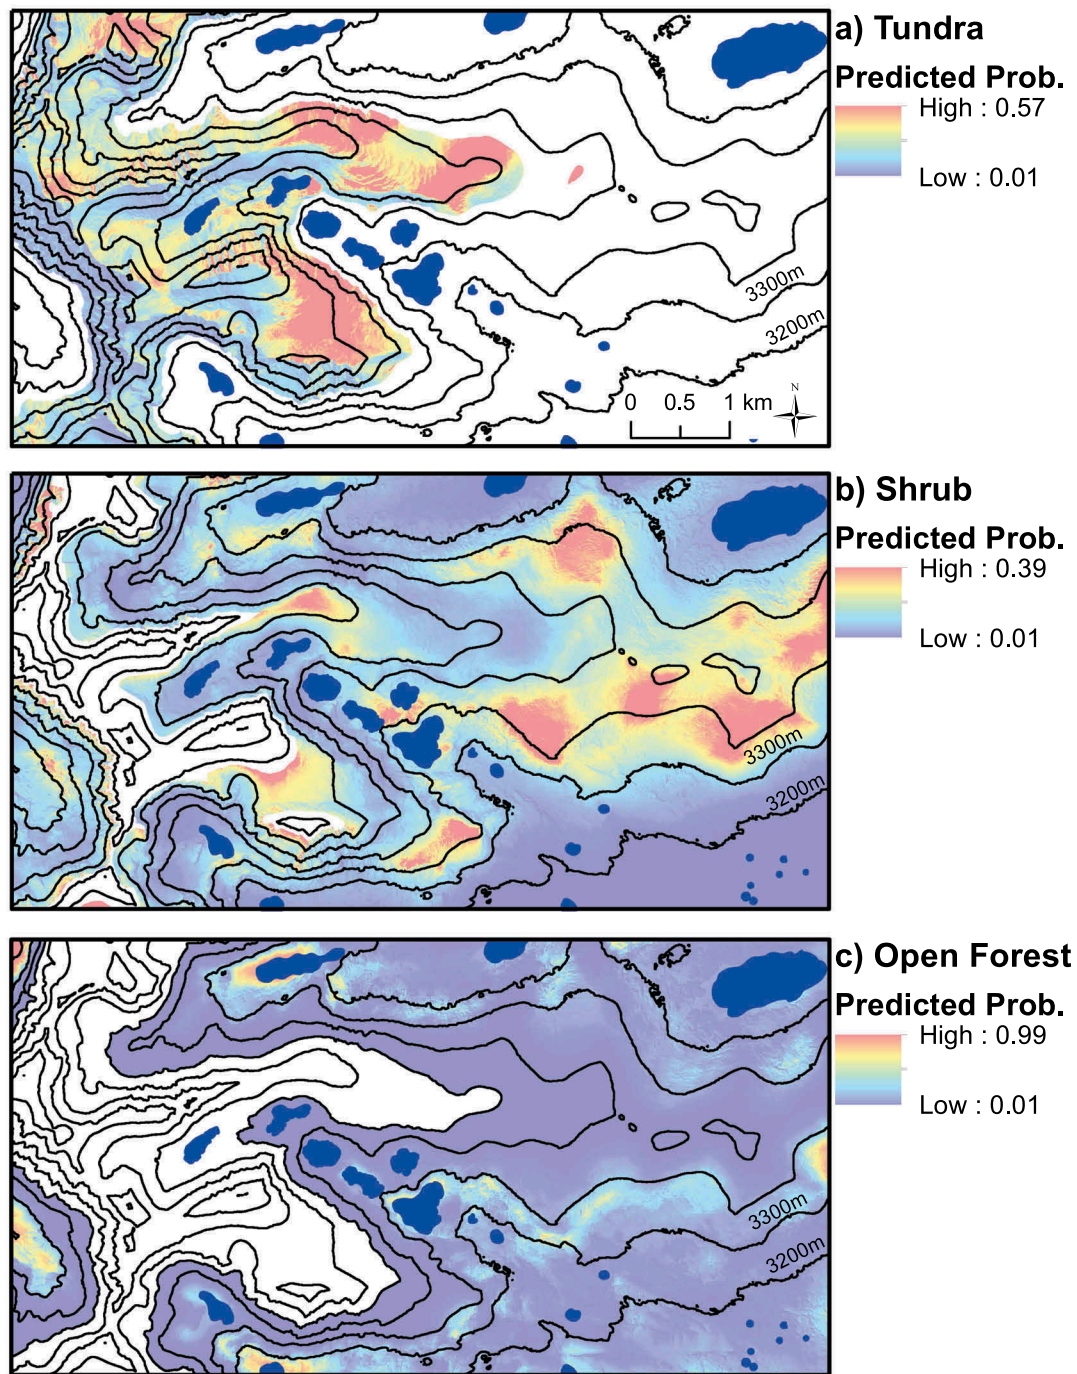 a) Tundra
Predicted Prob.
High : 0.57
Low : 0.01
3300m
3200m
N
0 0.5 1 km
b) Shrub
Predicted Prob.
High : 0.39
Low : 0.01
3300m
3200m
c) Open Forest
Predicted Prob.
High : 0.99
Low : 0.01
3300m
3200m